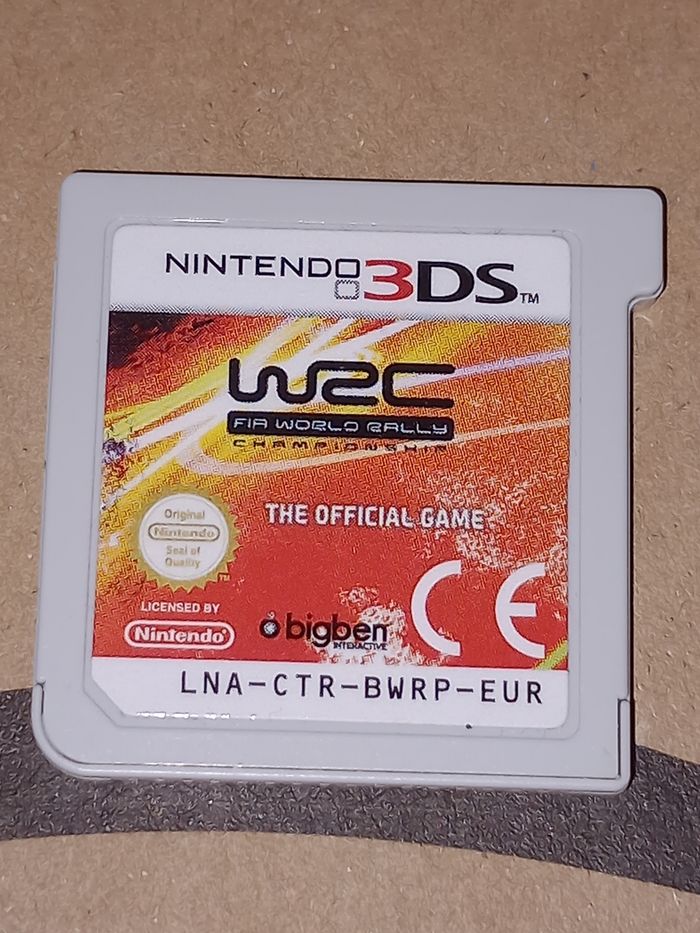 NINTENDO 3DS™
WRC
FIA WORLD RALLY
CHAMPIONSHIP
THE OFFICIAL GAME
Original
Nintendo
Seal of
Quality
LICENSED BY
Nintendo®
bigben
INTERACTIVE
CE
LNA-CTR-BWRP-EUR